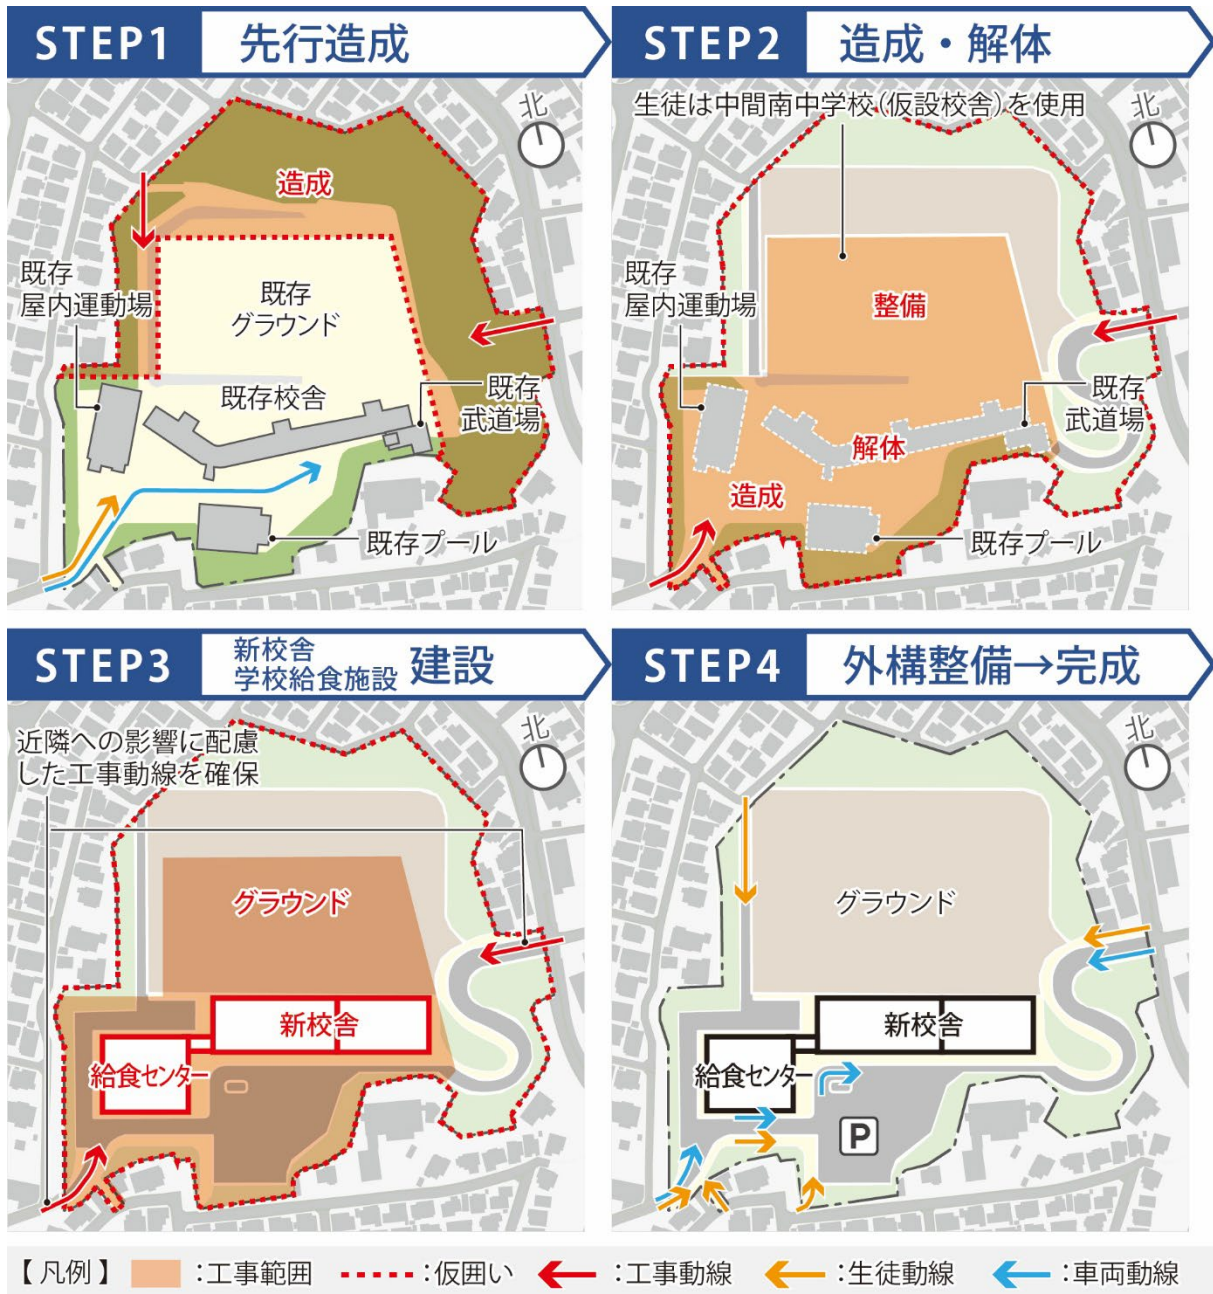 STEP1 先行造成
北
造成
既存
屋内運動場
既存
グラウンド
既存校舎
既存
武道場
既存プール
STEP2 造成・解体
生徒は中間南中学校(仮設校舎)を使用
北
既存
屋内運動場
整備
既存
武道場
解体
造成
既存プール
STEP3 新校舎
学校給食施設 建設
近隣への影響に配慮
した工事動線を確保
北
グラウンド
新校舎
給食センター
STEP4 外構整備→完成
北
グラウンド
新校舎
給食センター
P
【凡例】 :工事範囲 :仮囲い :工事動線 :生徒動線 :車両動線